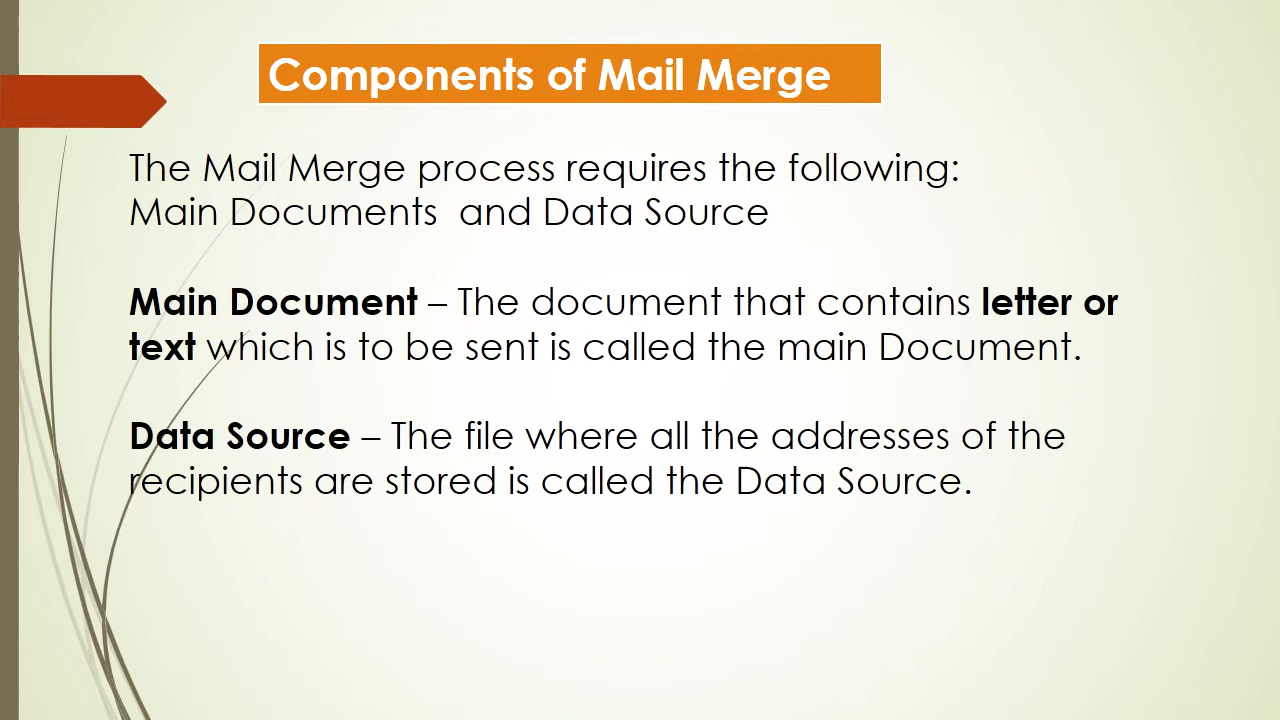 Components of Mail Merge
The Mail Merge process requires the following:
Main Documents  and Data Source
Main Document – The document that contains letter or
text which is to be sent is called the main Document.
Data Source – The file where all the addresses of the
recipients are stored is called the Data Source.